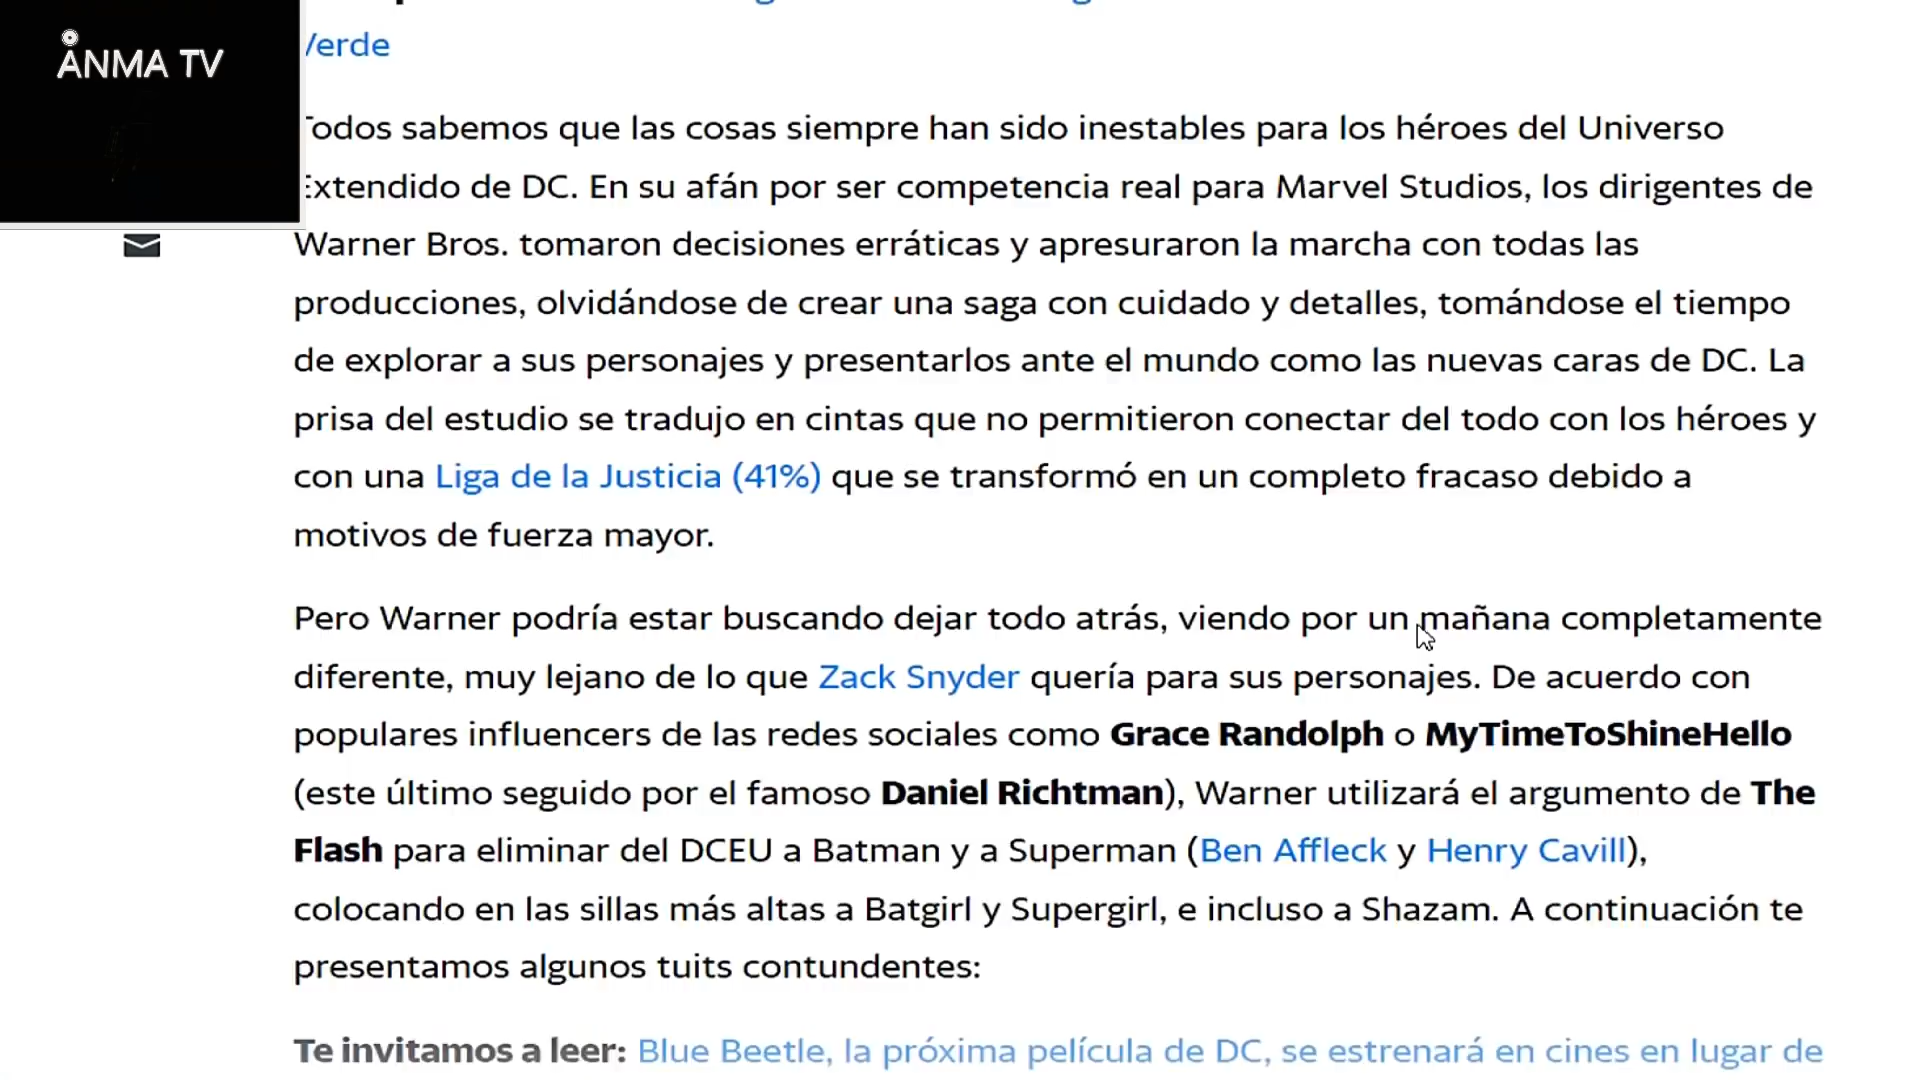 ANMA TV
Verde
Todos sabemos que las cosas siempre han sido inestables para los héroes del Universo
Extendido de DC. En su afán por ser competencia real para Marvel Studios, los dirigentes de
Warner Bros. tomaron decisiones erráticas y apresuraron la marcha con todas las
producciones, olvidándose de crear una saga con cuidado y detalles, tomándose el tiempo
de explorar a sus personajes y presentarlos ante el mundo como las nuevas caras de DC. La
prisa del estudio se tradujo en cintas que no permitieron conectar del todo con los héroes y
con una Liga de la Justicia (41%) que se transformó en un completo fracaso debido a
motivos de fuerza mayor.
Pero Warner podría estar buscando dejar todo atrás, viendo por un mañana completamente
diferente, muy lejano de lo que Zack Snyder quería para sus personajes. De acuerdo con
populares influencers de las redes sociales como Grace Randolph o MyTimeToShineHello
(este último seguido por el famoso Daniel Richtman), Warner utilizará el argumento de The
Flash para eliminar del DCEU a Batman y a Superman (Ben Affleck y Henry Cavill),
colocando en las sillas más altas a Batgirl y Supergirl, e incluso a Shazam. A continuación te
presentamos algunos tuits contundentes:
Te invitamos a leer: Blue Beetle, la próxima película de DC, se estrenará en cines en lugar de